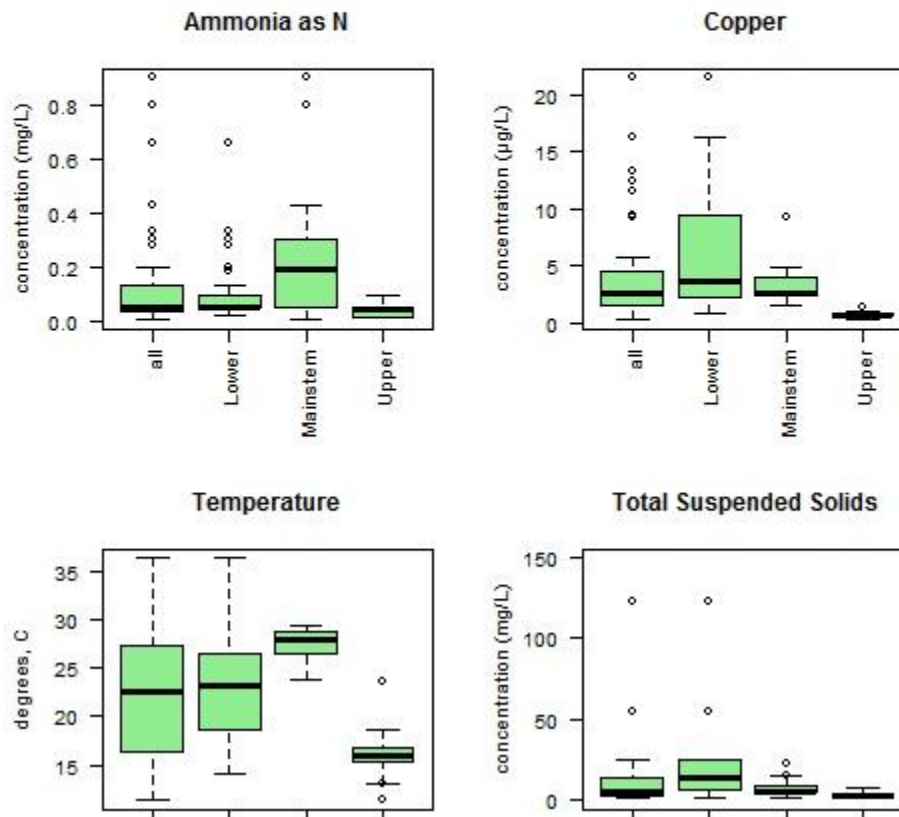 Ammonia as N
concentration (mg/L)
0.8
0.6
0.4
0.2
0.0
all
Lower
Mainstem
Upper
Copper
concentration (µg/L)
20
15
10
5
0
all
Lower
Mainstem
Upper
Temperature
degrees, C
35
30
25
20
15
Total Suspended Solids
concentration (mg/L)
150
100
50
0